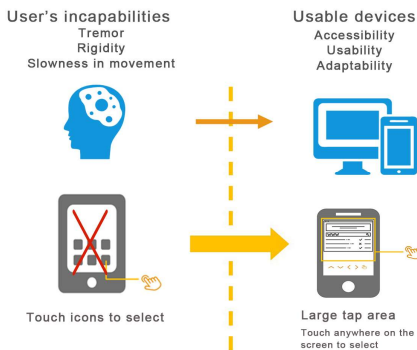 User's incapabilities
Tremor
Rigidity
Slowness in movement
Usable devices
Accessibility
Usability
Adaptability
Touch icons to select
Large tap area
Touch anywhere on the
screen to select